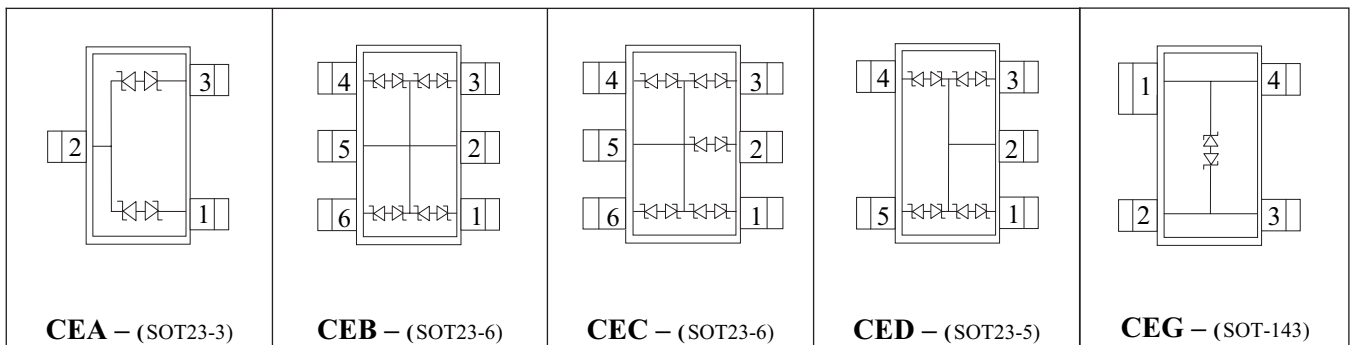 3
2
1
CEA – (SOT23-3)
4 3
5 2
6 1
CEB – (SOT23-6)
4 3
5 2
6 1
CEC – (SOT23-6)
4 3
2
5 1
CED – (SOT23-5)
1 4
2 3
CEG – (SOT-143)